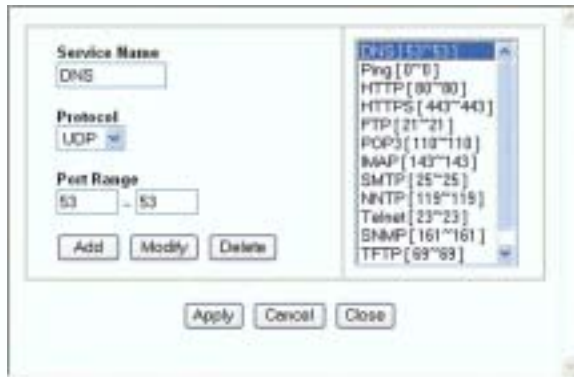 Service Name
DNS
Protocol
UDP
Port Range
53 ~ 53
Add Modify Delete
DNS [53~53]
Ping [0~0]
HTTP [80~80]
HTTPS [443~443]
FTP [21~21]
POP3 [110~110]
IMAP [143~143]
SMTP [25~25]
NNTP [119~119]
Telnet [23~23]
SNMP [161~161]
TFTP [69~69]
Apply Cancel Close